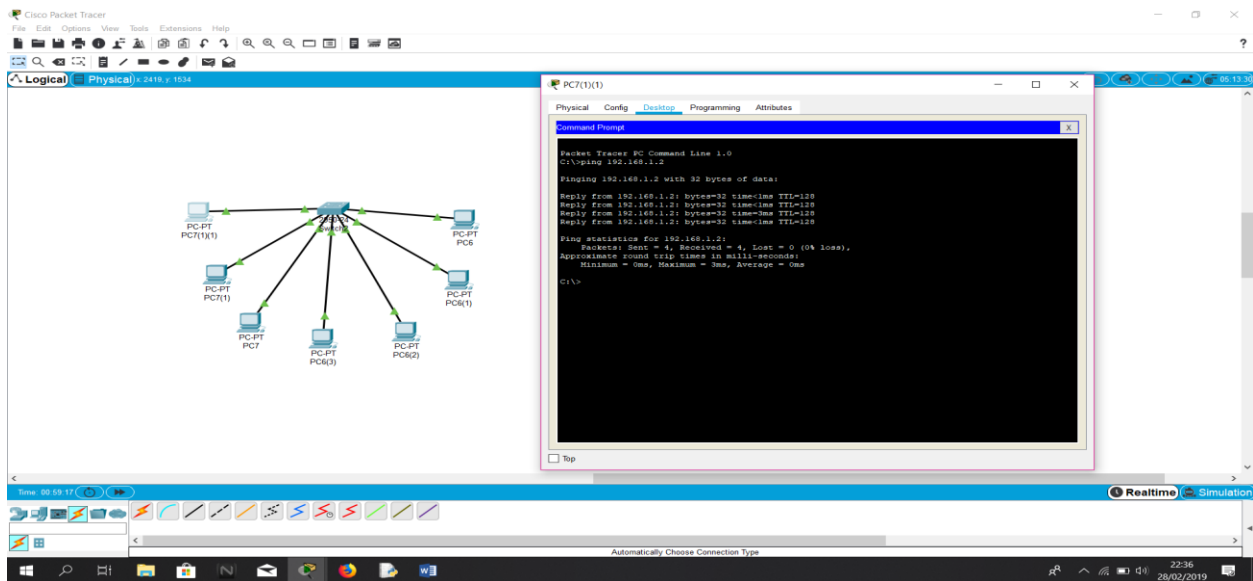 Cisco Packet Tracer
File Edit Options View Tools Extensions Help
?
Logical Physical x: 2419, y: 1534 05:13:30
PC7(1)(1)
Physical Config Desktop Programming Attributes
Command Prompt X
Packet Tracer PC Command Line 1.0
C:\>ping 192.168.1.2
Pinging 192.168.1.2 with 32 bytes of data:
Reply from 192.168.1.2: bytes=32 time<1ms TTL=128
Reply from 192.168.1.2: bytes=32 time<1ms TTL=128
Reply from 192.168.1.2: bytes=32 time=3ms TTL=128
Reply from 192.168.1.2: bytes=32 time<1ms TTL=128
Ping statistics for 192.168.1.2:
Packets: Sent = 4, Received = 4, Lost = 0 (0% loss),
Approximate round trip times in milli-seconds:
Minimum = 0ms, Maximum = 3ms, Average = 0ms
C:\>
Top
PC-PT
PC7(1)(1)
PC-PT
PC6
PC-PT
PC7(1)
PC-PT
PC6(1)
PC-PT
PC7
PC-PT
PC6(3)
PC-PT
PC6(2)
Time: 00:59:17
Realtime Simulation
Automatically Choose Connection Type
22:36
28/02/2019